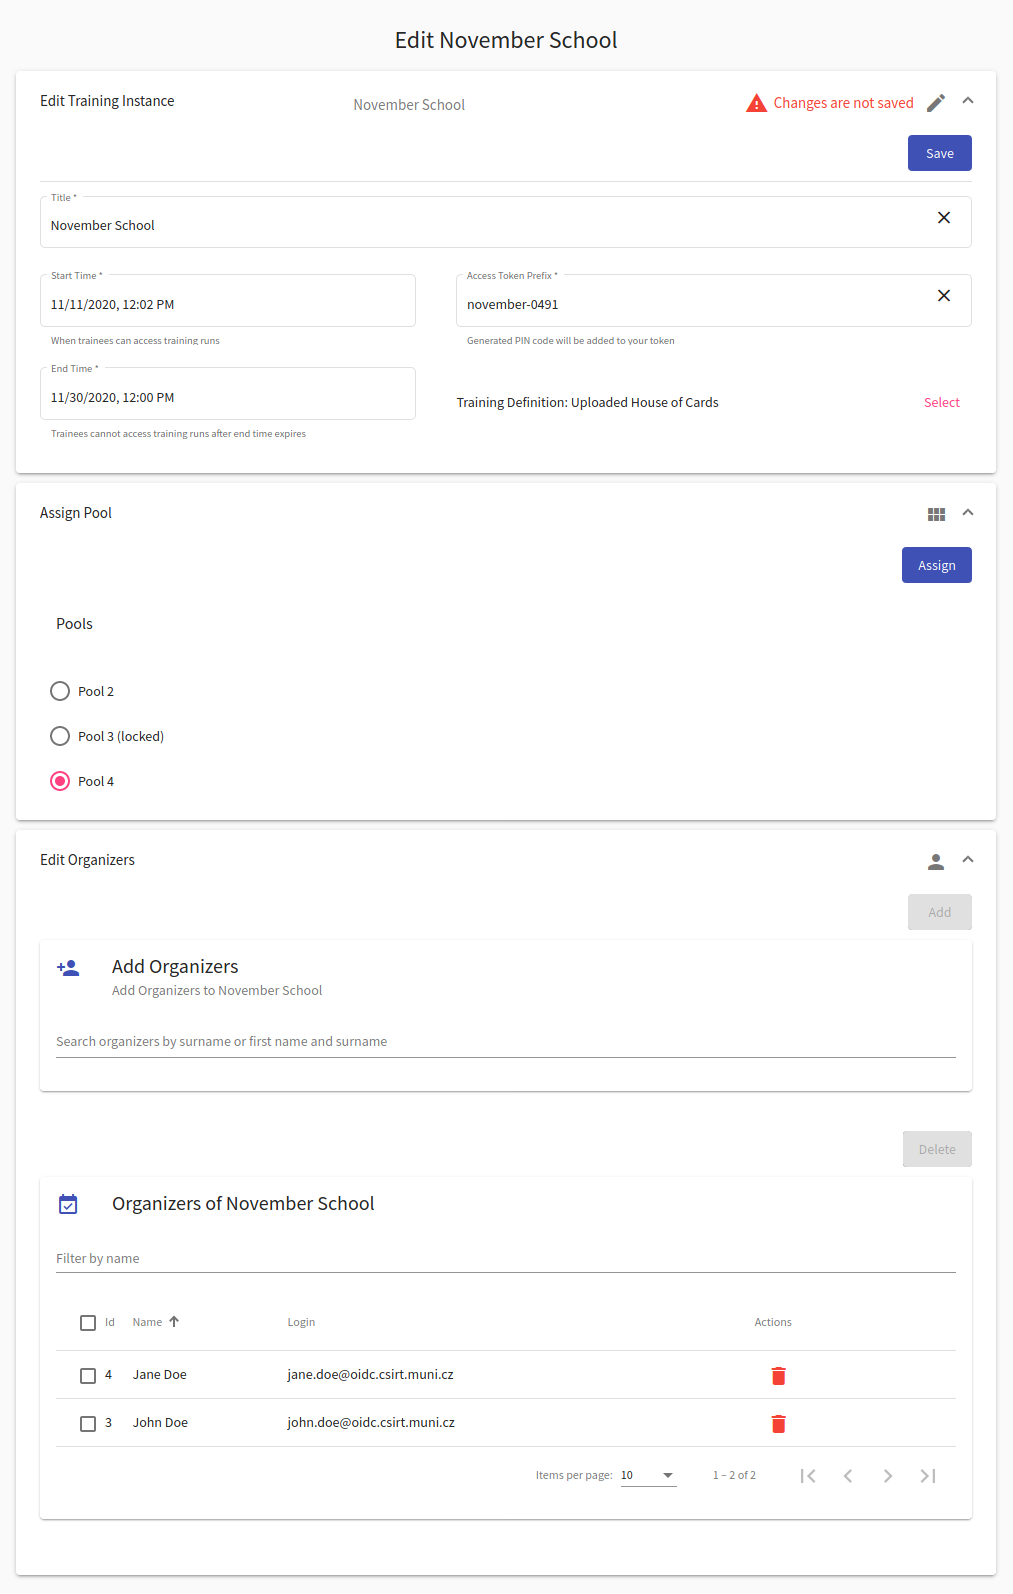 Edit November School
Edit Training Instance
November School
Changes are not saved
Save
Title *
November School
Start Time *
11/11/2020, 12:02 PM
When trainees can access training runs
Access Token Prefix *
november-0491
Generated PIN code will be added to your token
End Time *
11/30/2020, 12:00 PM
Trainees cannot access training runs after end time expires
Training Definition: Uploaded House of Cards
Select
Assign Pool
Assign
Pools
Pool 2
Pool 3 (locked)
Pool 4
Edit Organizers
Add
Add Organizers
Add Organizers to November School
Search organizers by surname or first name and surname
Delete
Organizers of November School
Filter by name
Id Name Login Actions
4 Jane Doe jane.doe@oidc.csirt.muni.cz
3 John Doe john.doe@oidc.csirt.muni.cz
Items per page: 10 1 – 2 of 2